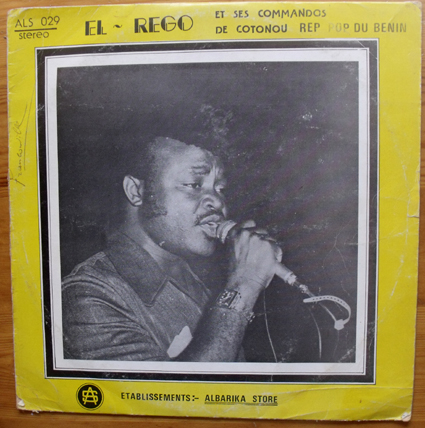 ALS 029
stereo
EL~REGO
ET SES COMMANDOS
DE COTONOU REP POP DU BENIN
ETABLISSEMENTS:- ALBARIKA STORE